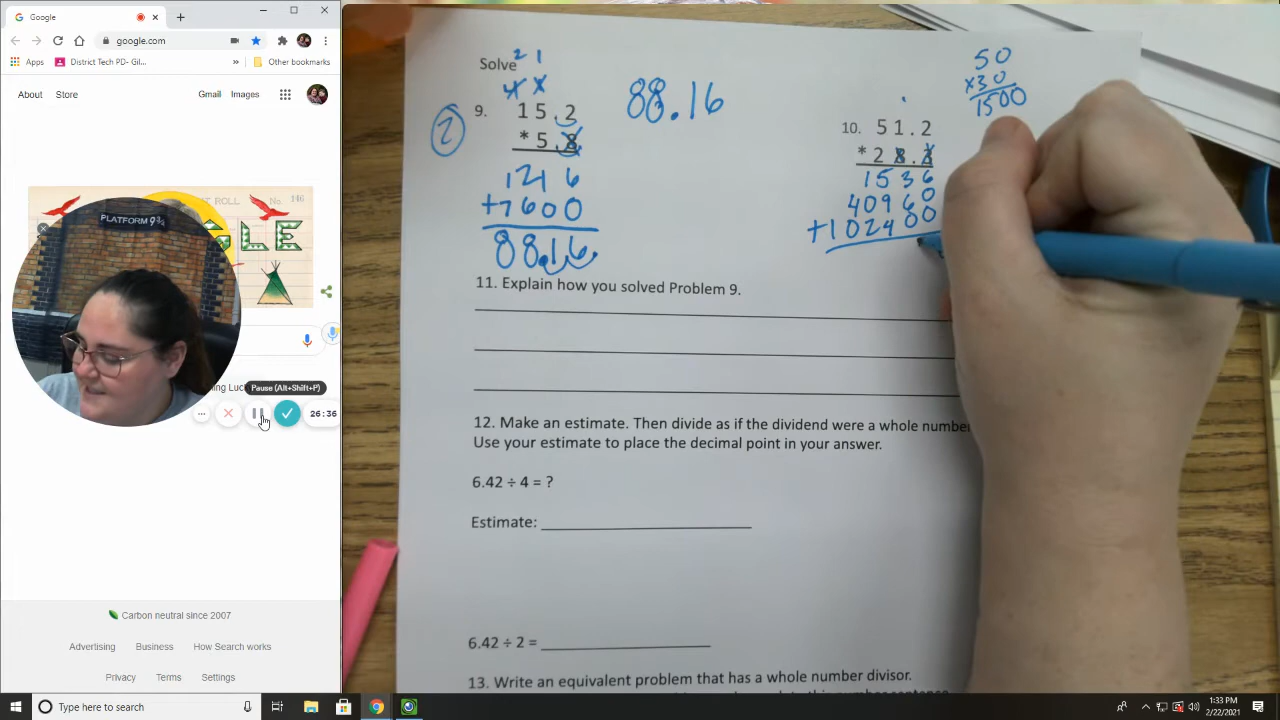 Google
google.com
Apps
District Tech PD- Gil...
»
Other bookmarks
About
Store
Gmail
Images
ROLL
No. 146
PLATFORM 9¾
LE
Pause (Alt+Shift+P)
26:36
Carbon neutral since 2007
Advertising
Business
How Search works
Privacy
Terms
Settings
Type here to search
1:33 PM
2/22/2021
Solve
2 1
②
9. 15.2
* 5.8
1216
+7600
88.16
88.16
50
x30
1500
10. 51.2
* 28.3
1536
40960
+102400
11. Explain how you solved Problem 9.
12. Make an estimate. Then divide as if the dividend were a whole number
Use your estimate to place the decimal point in your answer.
6.42 ÷ 4 = ?
Estimate:
6.42 ÷ 2 =
13. Write an equivalent problem that has a whole number divisor.